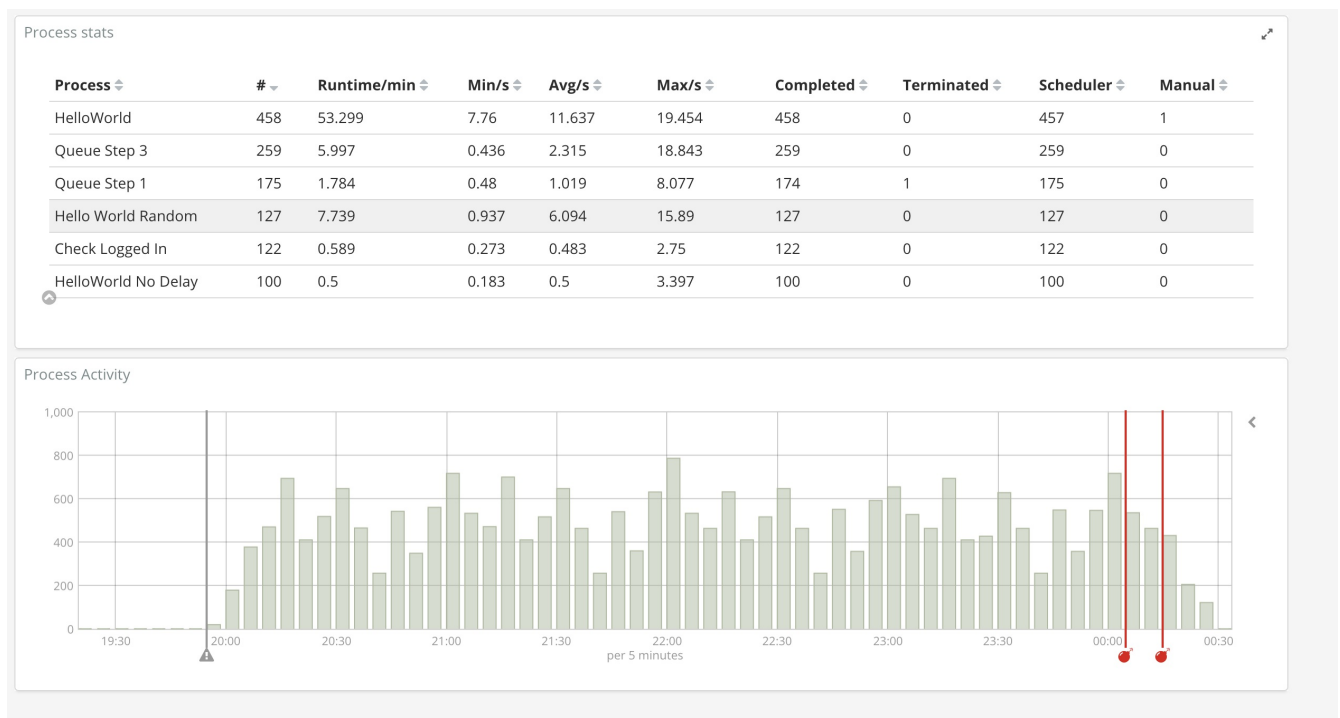 Process stats
Process # Runtime/min Min/s Avg/s Max/s Completed Terminated Scheduler Manual
HelloWorld 458 53.299 7.76 11.637 19.454 458 0 457 1
Queue Step 3 259 5.997 0.436 2.315 18.843 259 0 259 0
Queue Step 1 175 1.784 0.48 1.019 8.077 174 1 175 0
Hello World Random 127 7.739 0.937 6.094 15.89 127 0 127 0
Check Logged In 122 0.589 0.273 0.483 2.75 122 0 122 0
HelloWorld No Delay 100 0.5 0.183 0.5 3.397 100 0 100 0
Process Activity
1,000
800
600
400
200
0
19:30 20:00 20:30 21:00 21:30 22:00 22:30 23:00 23:30 00:00 00:30
per 5 minutes